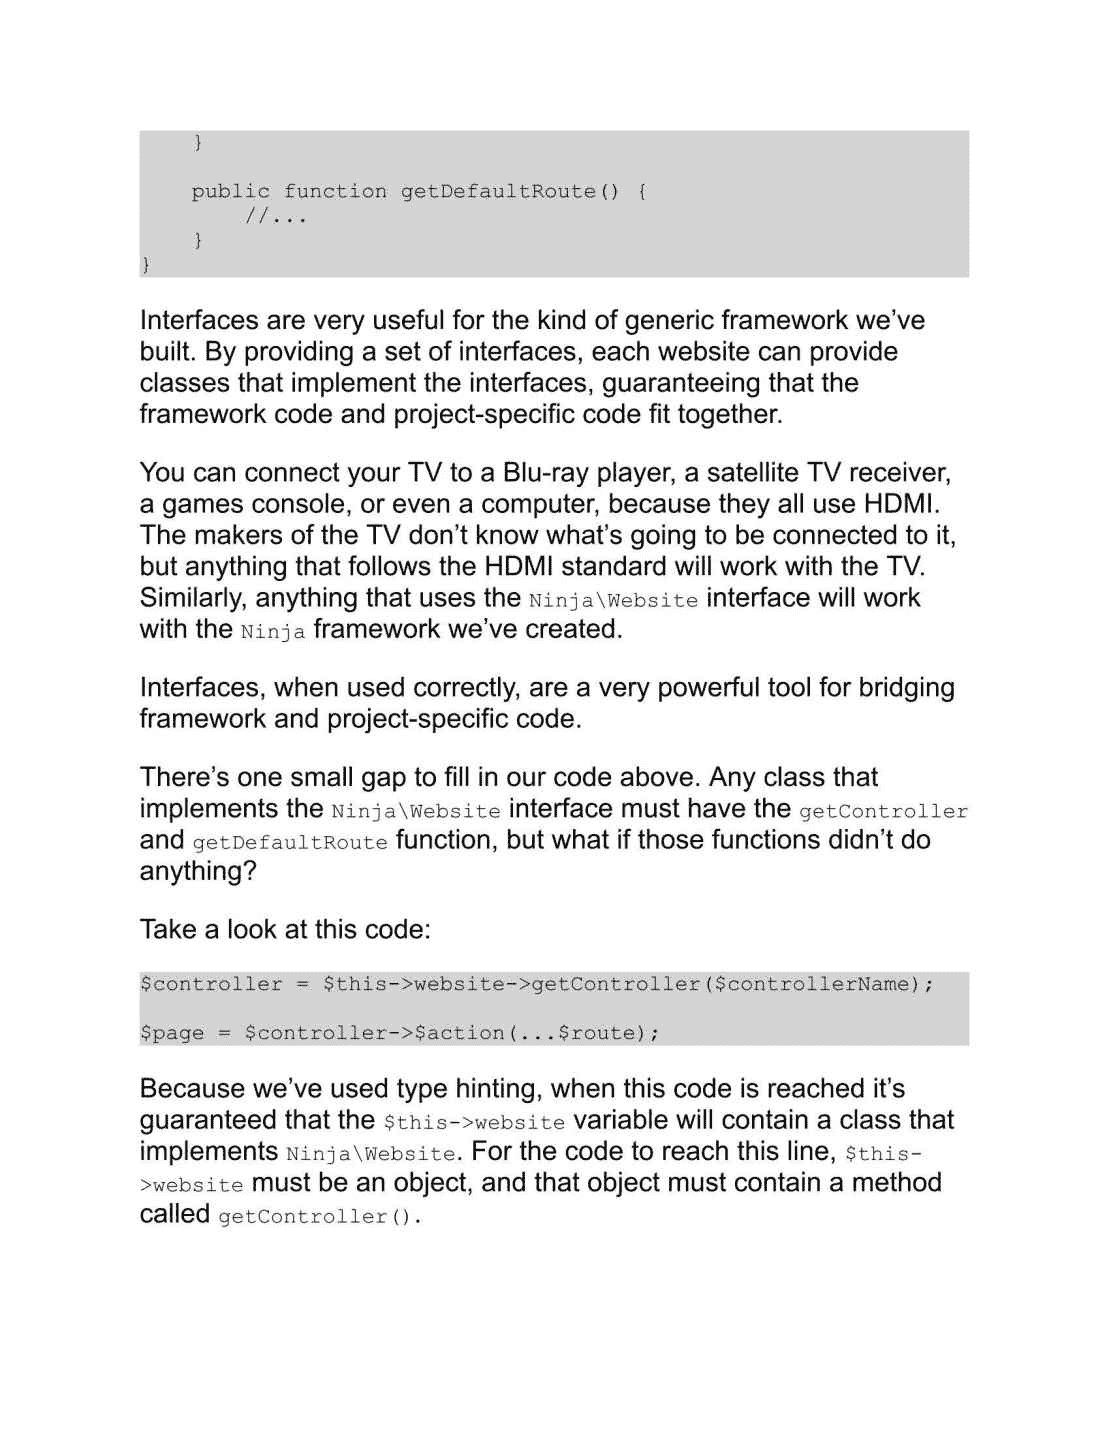 }
public function getDefaultRoute() {
//...
}
}
Interfaces are very useful for the kind of generic framework we’ve
built. By providing a set of interfaces, each website can provide
classes that implement the interfaces, guaranteeing that the
framework code and project-specific code fit together.
You can connect your TV to a Blu-ray player, a satellite TV receiver,
a games console, or even a computer, because they all use HDMI.
The makers of the TV don’t know what’s going to be connected to it,
but anything that follows the HDMI standard will work with the TV.
Similarly, anything that uses the Ninja\Website interface will work
with the Ninja framework we’ve created.
Interfaces, when used correctly, are a very powerful tool for bridging
framework and project-specific code.
There’s one small gap to fill in our code above. Any class that
implements the Ninja\Website interface must have the getController
and getDefaultRoute function, but what if those functions didn’t do
anything?
Take a look at this code:
$controller = $this->website->getController($controllerName);
$page = $controller->$action(...$route);
Because we’ve used type hinting, when this code is reached it’s
guaranteed that the $this->website variable will contain a class that
implements Ninja\Website. For the code to reach this line, $this-
>website must be an object, and that object must contain a method
called getController().